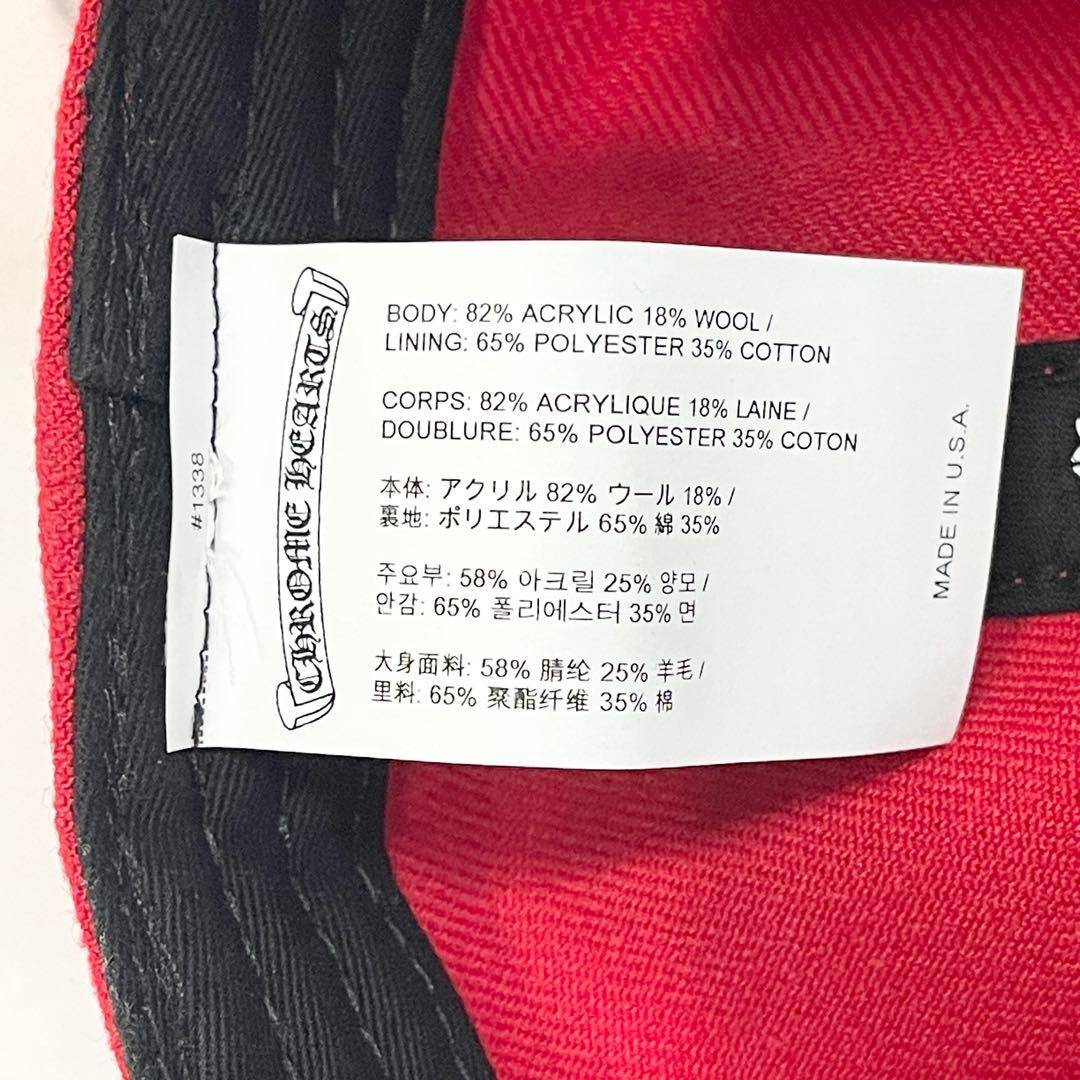 CHROME HEARTS
BODY: 82% ACRYLIC 18% WOOL /
LINING: 65% POLYESTER 35% COTTON
CORPS: 82% ACRYLIQUE 18% LAINE /
DOUBLURE: 65% POLYESTER 35% COTON
本体: アクリル 82% ウール 18% /
裏地: ポリエステル 65% 綿 35%
주요부: 58% 아크릴 25% 양모 /
안감: 65% 폴리에스터 35% 면
大身面料: 58% 腈纶 25% 羊毛 /
里料: 65% 聚酯纤维 35% 棉
#1338
MADE IN U.S.A.